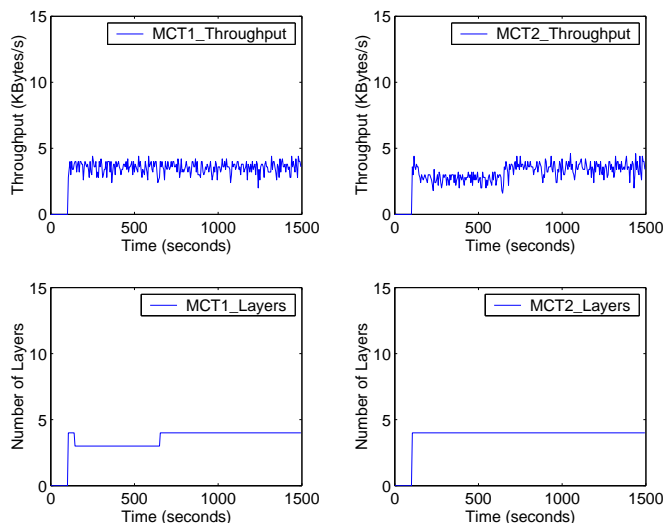 15
10
5
0
Throughput (KBytes/s)
MCT1_Throughput
0 500 1000 1500
Time (seconds)
15
10
5
0
Throughput (KBytes/s)
MCT2_Throughput
0 500 1000 1500
Time (seconds)
15
10
5
0
Number of Layers
MCT1_Layers
0 500 1000 1500
Time (seconds)
15
10
5
0
Number of Layers
MCT2_Layers
0 500 1000 1500
Time (seconds)